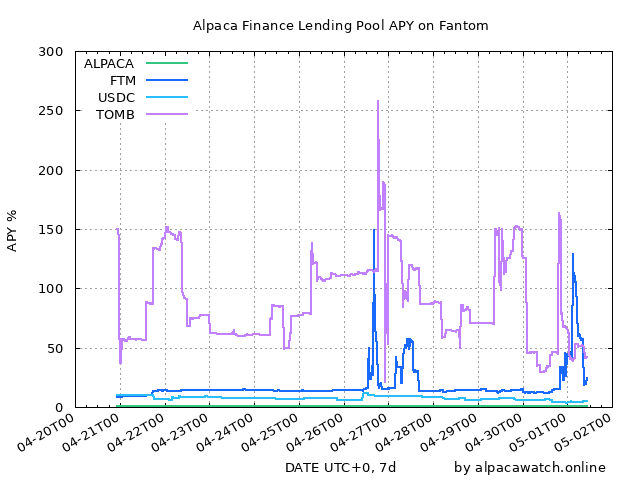 Alpaca Finance Lending Pool APY on Fantom
300
250
200
150
100
50
0
APY %
ALPACA
FTM
USDC
TOMB
04-20T00
04-21T00
04-22T00
04-23T00
04-24T00
04-25T00
04-26T00
04-27T00
04-28T00
04-29T00
04-30T00
05-01T00
05-02T00
DATE UTC+0, 7d
by alpacawatch.online